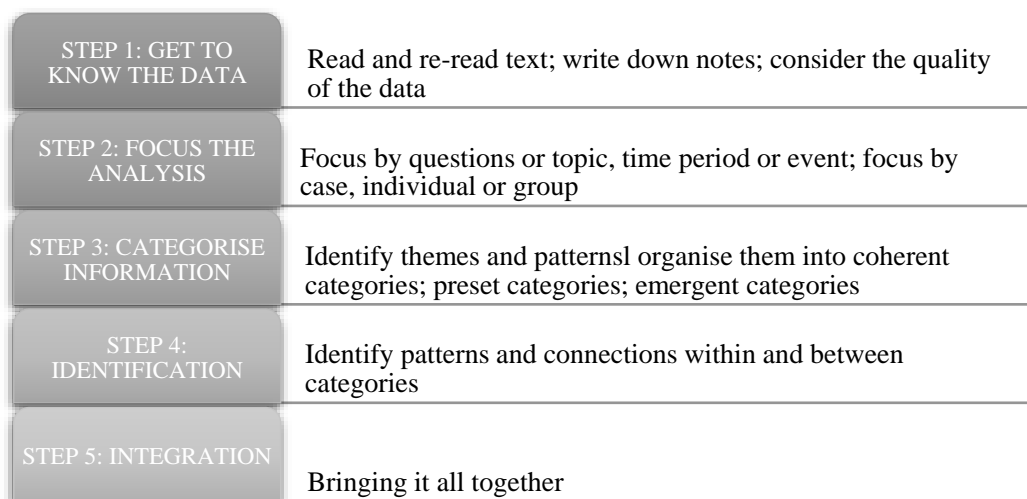 STEP 1: GET TO
KNOW THE DATA
Read and re-read text; write down notes; consider the quality
of the data
STEP 2: FOCUS THE
ANALYSIS
Focus by questions or topic, time period or event; focus by
case, individual or group
STEP 3: CATEGORISE
INFORMATION
Identify themes and patternsl organise them into coherent
categories; preset categories; emergent categories
STEP 4:
IDENTIFICATION
Identify patterns and connections within and between
categories
STEP 5: INTEGRATION
Bringing it all together